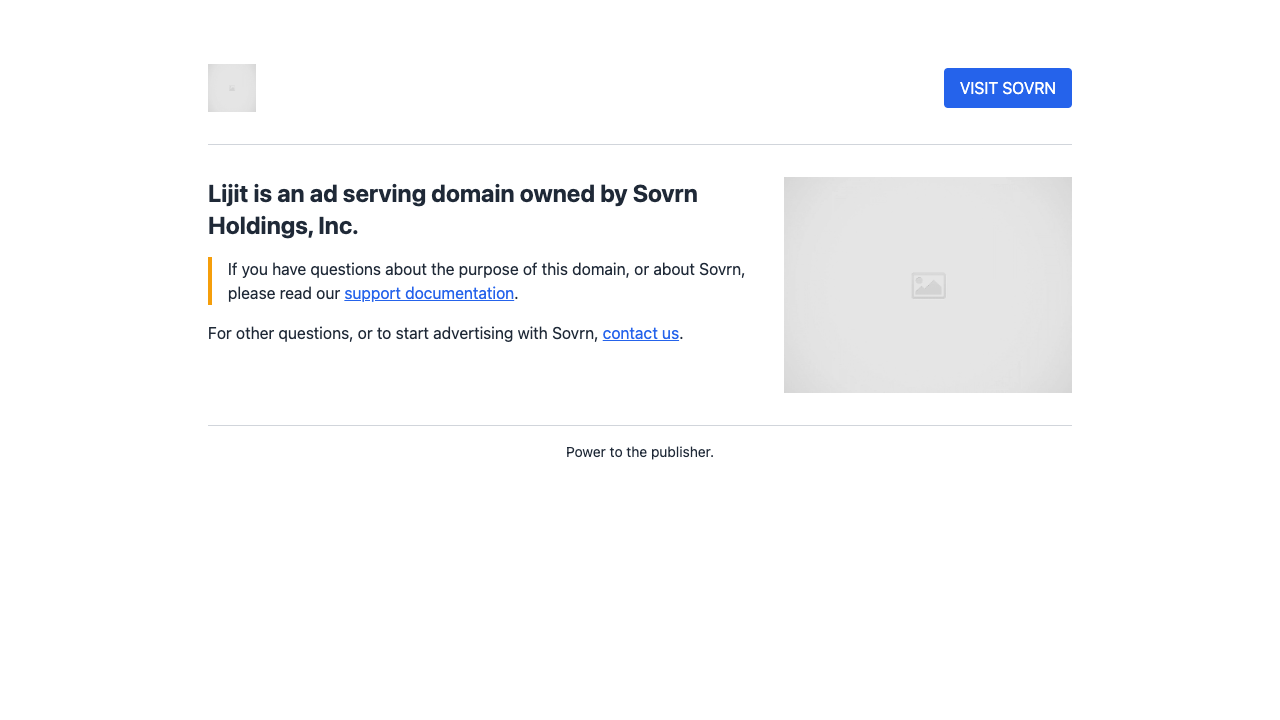 VISIT SOVRN
Lijit is an ad serving domain owned by Sovrn
Holdings, Inc.
If you have questions about the purpose of this domain, or about Sovrn,
please read our support documentation.
For other questions, or to start advertising with Sovrn, contact us.
Power to the publisher.